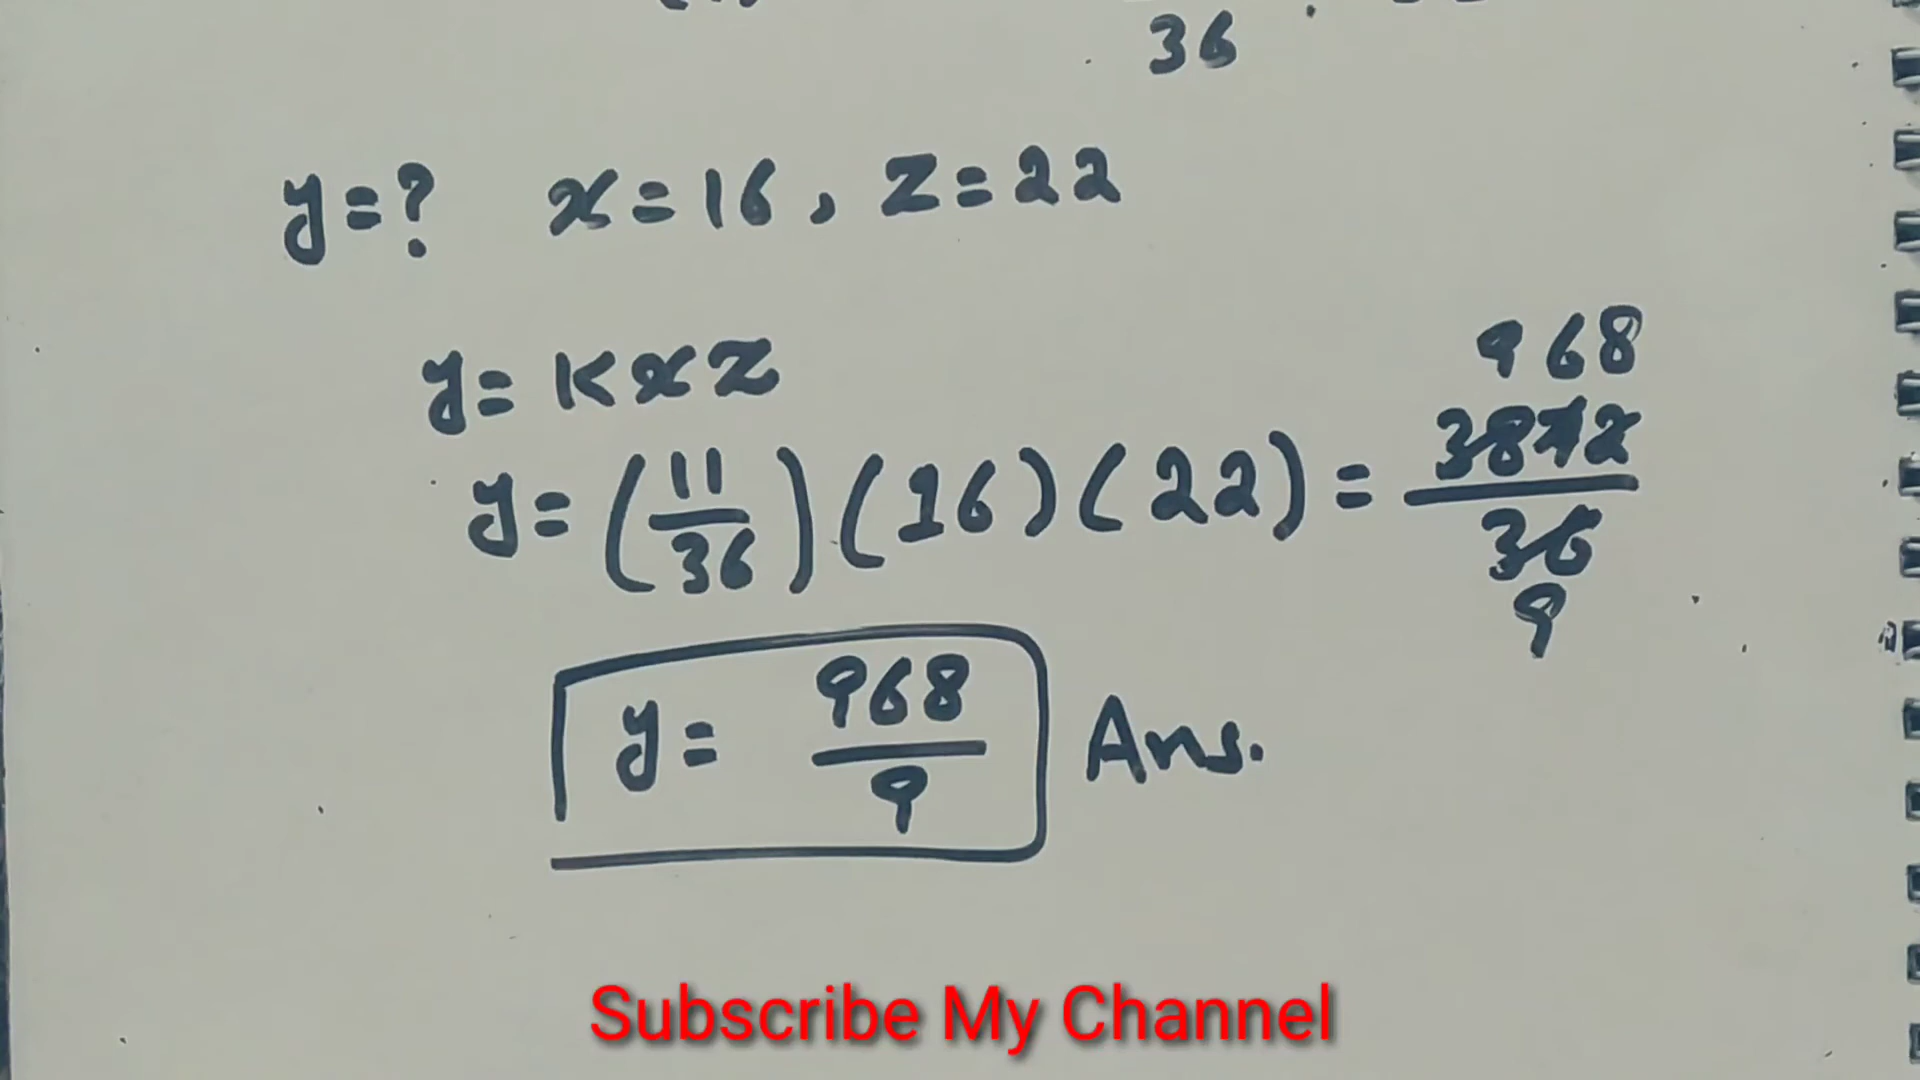 36
y=? x=16, z=22
y= kxz
y= (11/36)(16)(22) = 3872/36
968
9
y= 968/9 Ans.
Subscribe My Channel